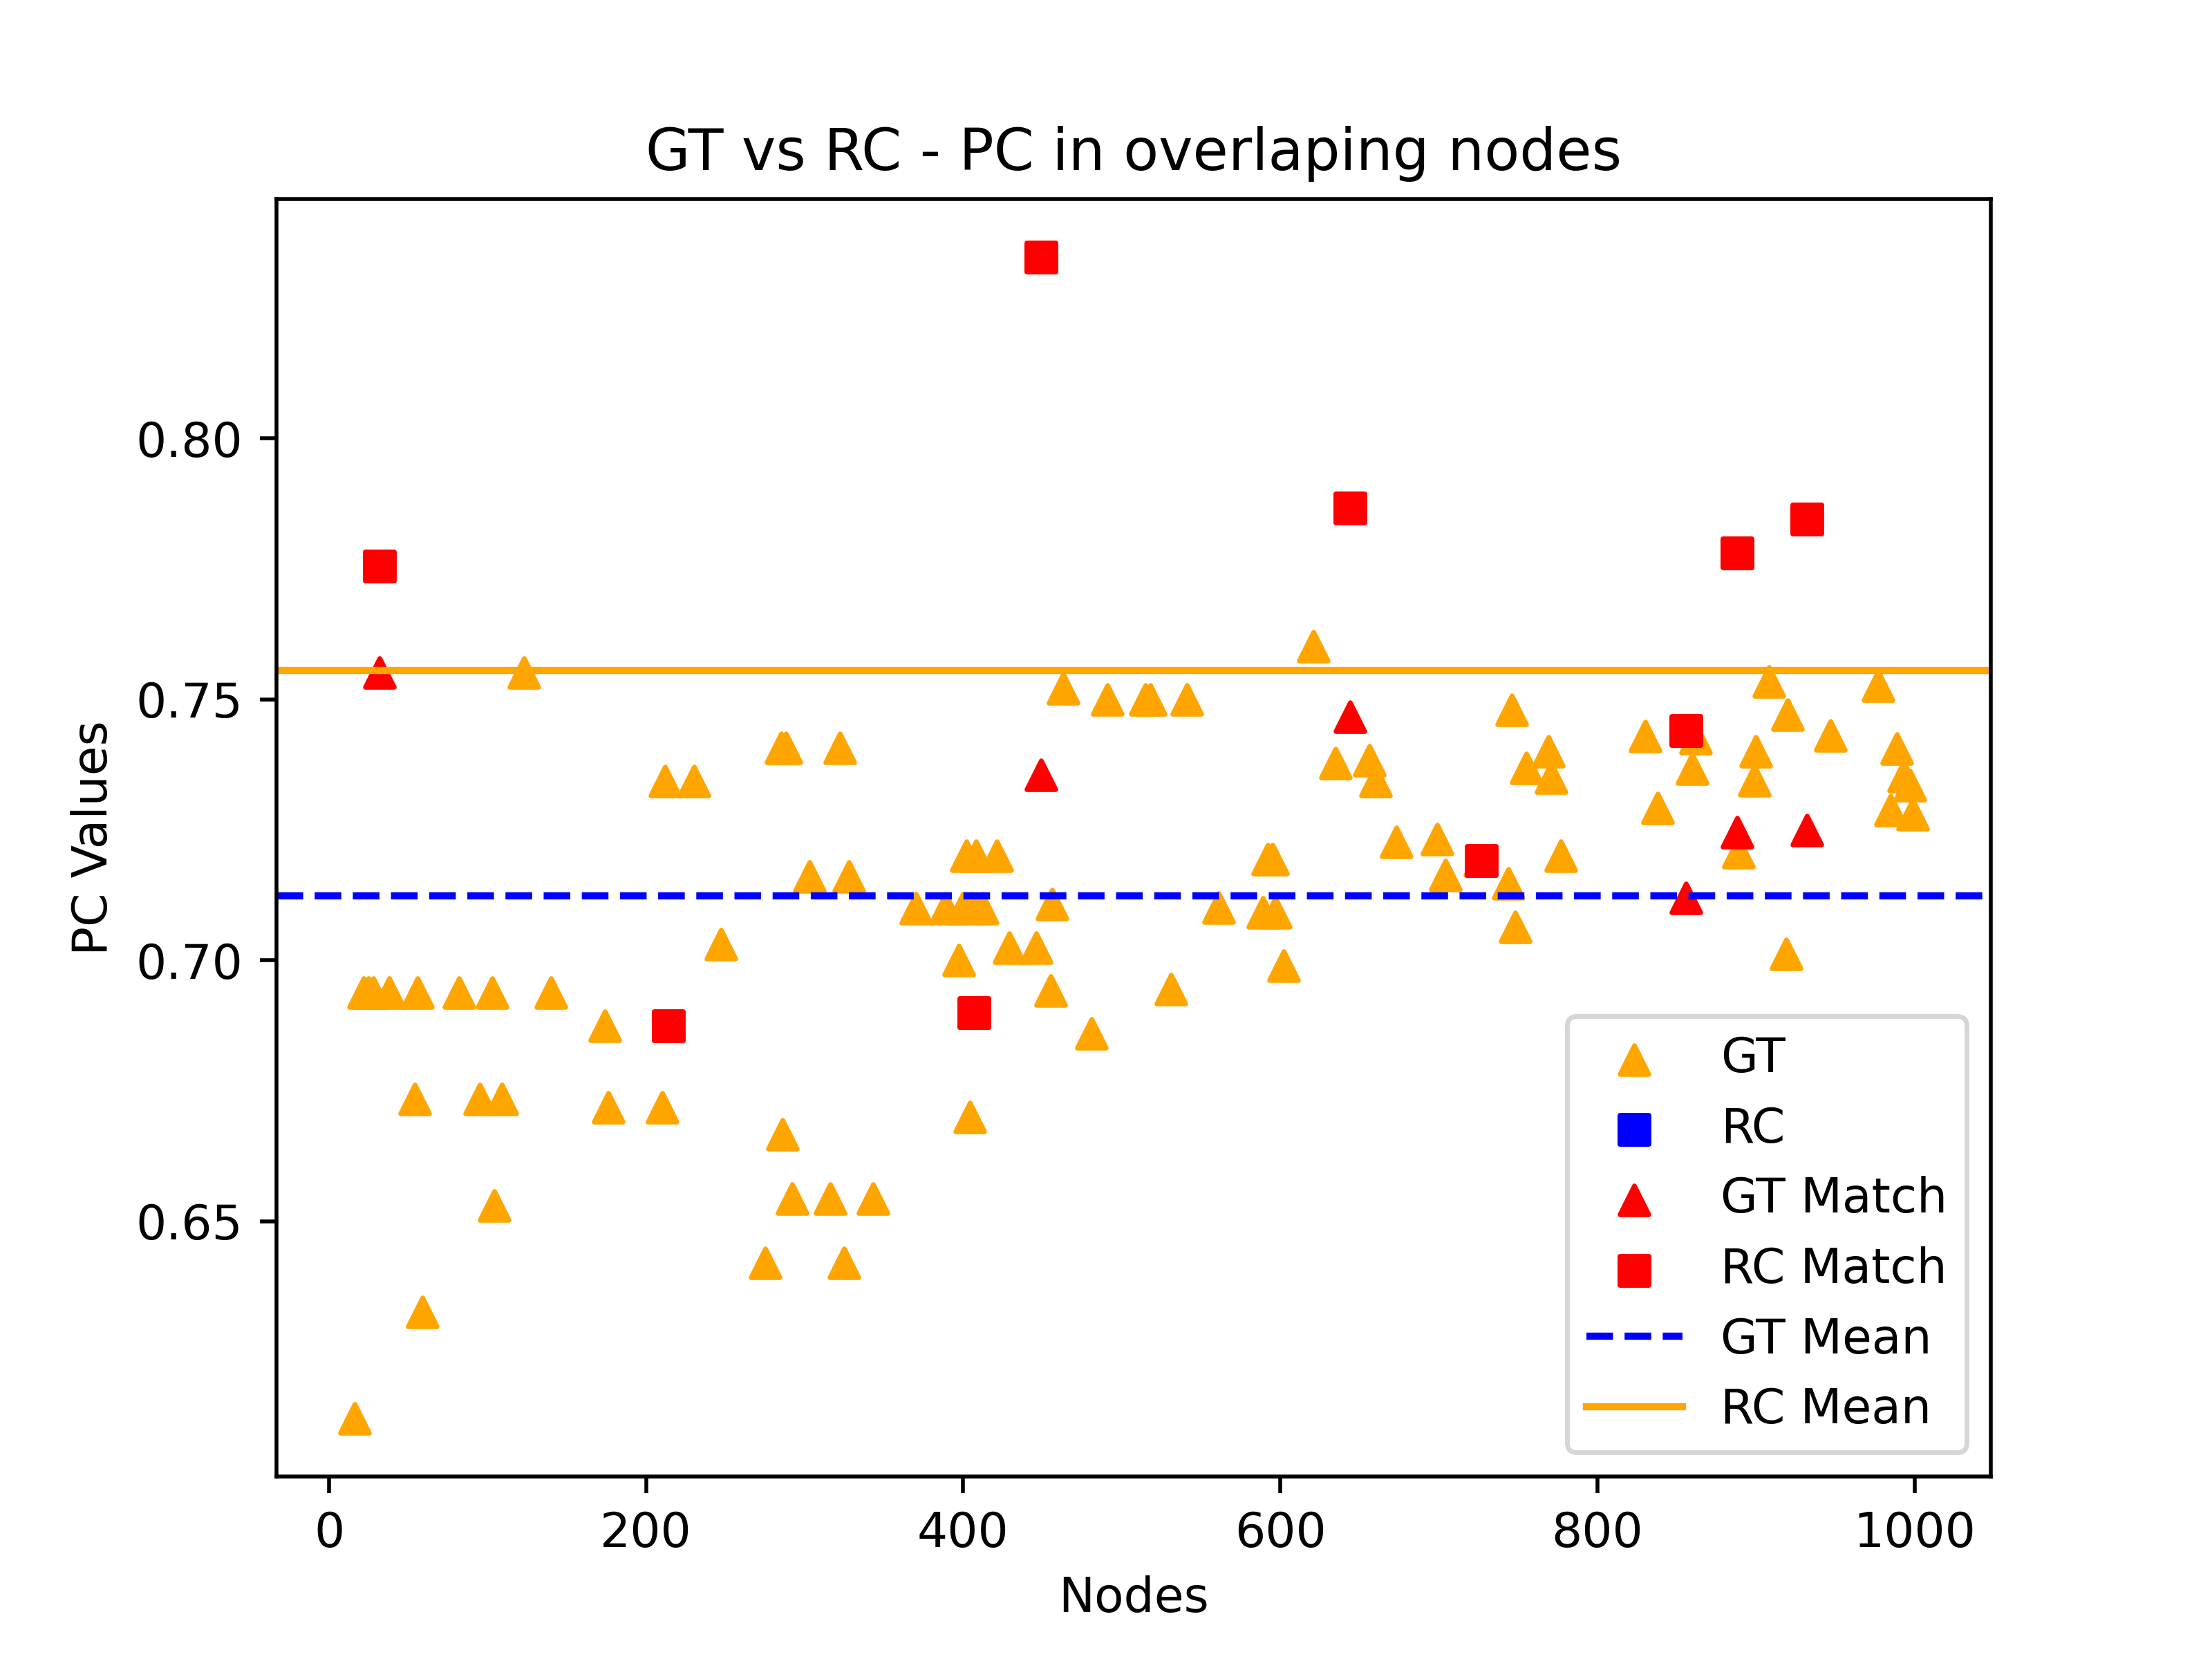 GT vs RC - PC in overlaping nodes
PC Values
0.80
0.75
0.70
0.65
GT
RC
GT Match
RC Match
GT Mean
RC Mean
0 200 400 600 800 1000
Nodes